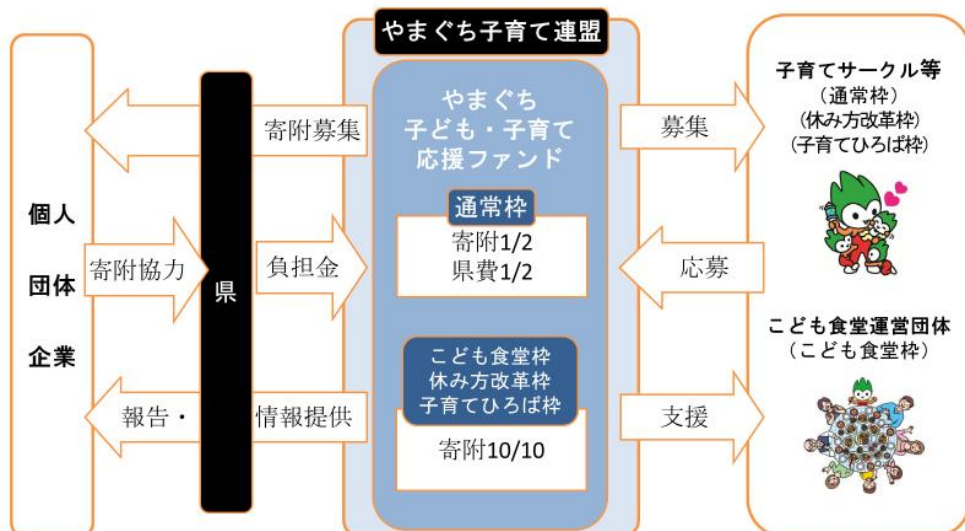 やまぐち子育て連盟
個人
団体
企業
寄附募集
寄附協力
報告・
県
負担金
情報提供
やまぐち
子ども・子育て
応援ファンド
通常枠
寄附1/2
県費1/2
こども食堂枠
休み方改革枠
子育てひろば枠
寄附10/10
募集
応募
支援
子育てサークル等
（通常枠）
(休み方改革枠)
(子育てひろば枠)
こども食堂運営団体
（こども食堂枠）